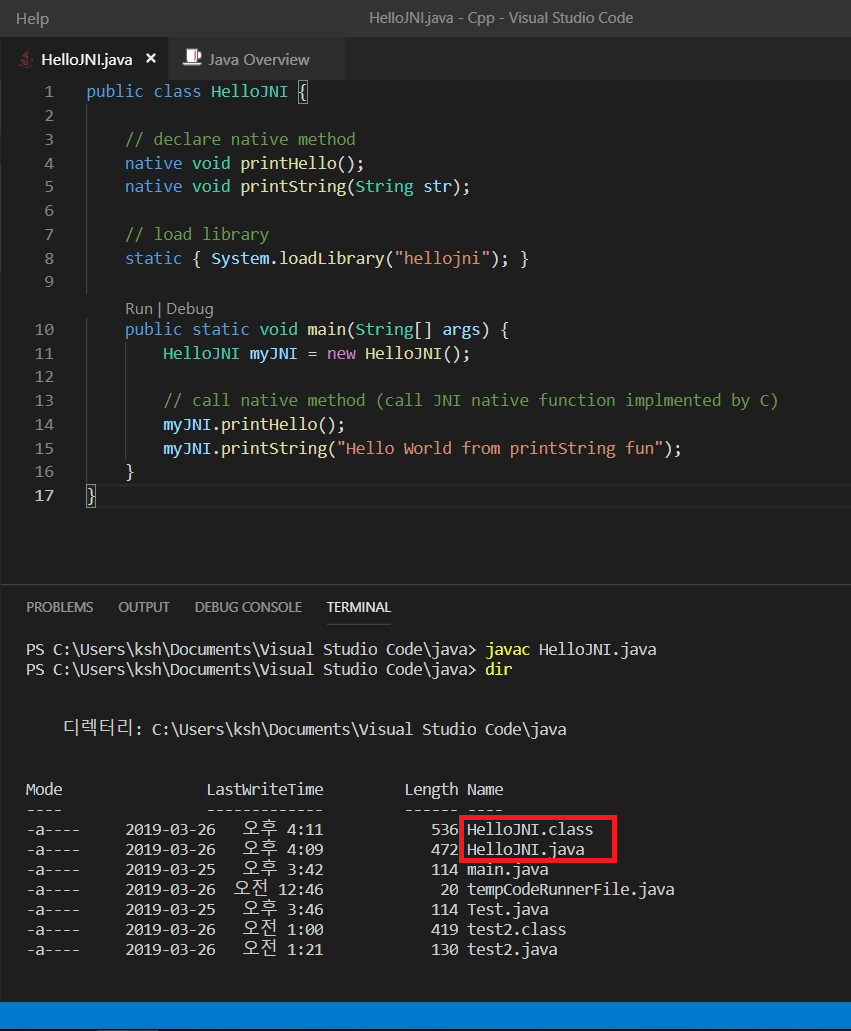 Help HelloJNI.java - Cpp - Visual Studio Code
HelloJNI.java × Java Overview
1 public class HelloJNI {
2
3 // declare native method
4 native void printHello();
5 native void printString(String str);
6
7 // load library
8 static { System.loadLibrary("hellojni"); }
9
Run | Debug
10 public static void main(String[] args) {
11 HelloJNI myJNI = new HelloJNI();
12
13 // call native method (call JNI native function implmented by C)
14 myJNI.printHello();
15 myJNI.printString("Hello World from printString fun");
16 }
17 }
PROBLEMS OUTPUT DEBUG CONSOLE TERMINAL
PS C:\Users\ksh\Documents\Visual Studio Code\java> javac HelloJNI.java
PS C:\Users\ksh\Documents\Visual Studio Code\java> dir
디렉터리: C:\Users\ksh\Documents\Visual Studio Code\java
Mode LastWriteTime Length Name
---- ------------- ------ ----
-a---- 2019-03-26 오후 4:11 536 HelloJNI.class
-a---- 2019-03-26 오후 4:09 472 HelloJNI.java
-a---- 2019-03-25 오후 3:42 114 main.java
-a---- 2019-03-26 오전 12:46 20 tempCodeRunnerFile.java
-a---- 2019-03-25 오후 3:46 114 Test.java
-a---- 2019-03-26 오전 1:00 419 test2.class
-a---- 2019-03-26 오전 1:21 130 test2.java